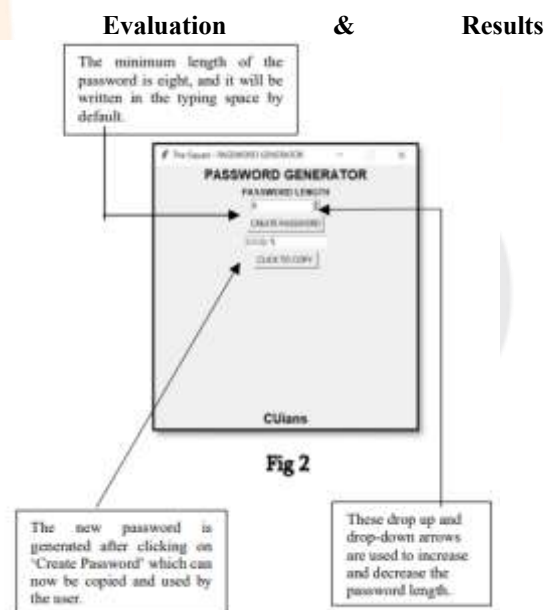 Evaluation & Results
The minimum length of the
password is eight, and it will be
written in the typing space by
default.
PASSWORD GENERATOR
PASSWORD GENERATOR
PASSWORD LENGTH
8
CREATE PASSWORD
CLICK TO COPY
CUians
Fig 2
The new password is
generated after clicking on
‘Create Password’ which can
now be copied and used by
the user.
These drop up and
drop-down arrows
are used to increase
and decrease the
password length.